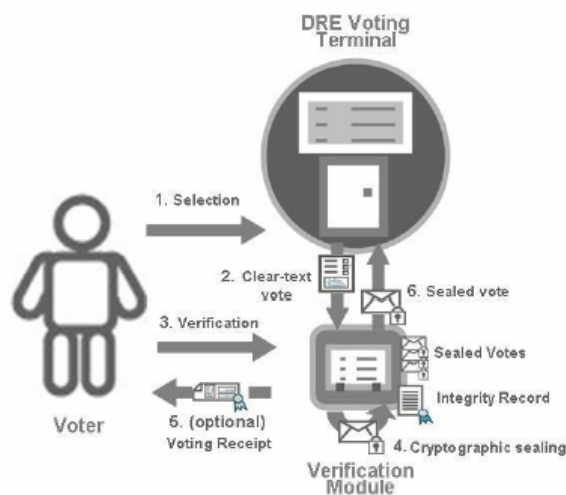 DRE Voting
Terminal
1. Selection
2. Clear-text
vote
6. Sealed vote
3. Verification
Sealed Votes
Integrity Record
5. (optional)
Voting Receipt
Voter
4. Cryptographic sealing
Verification
Module